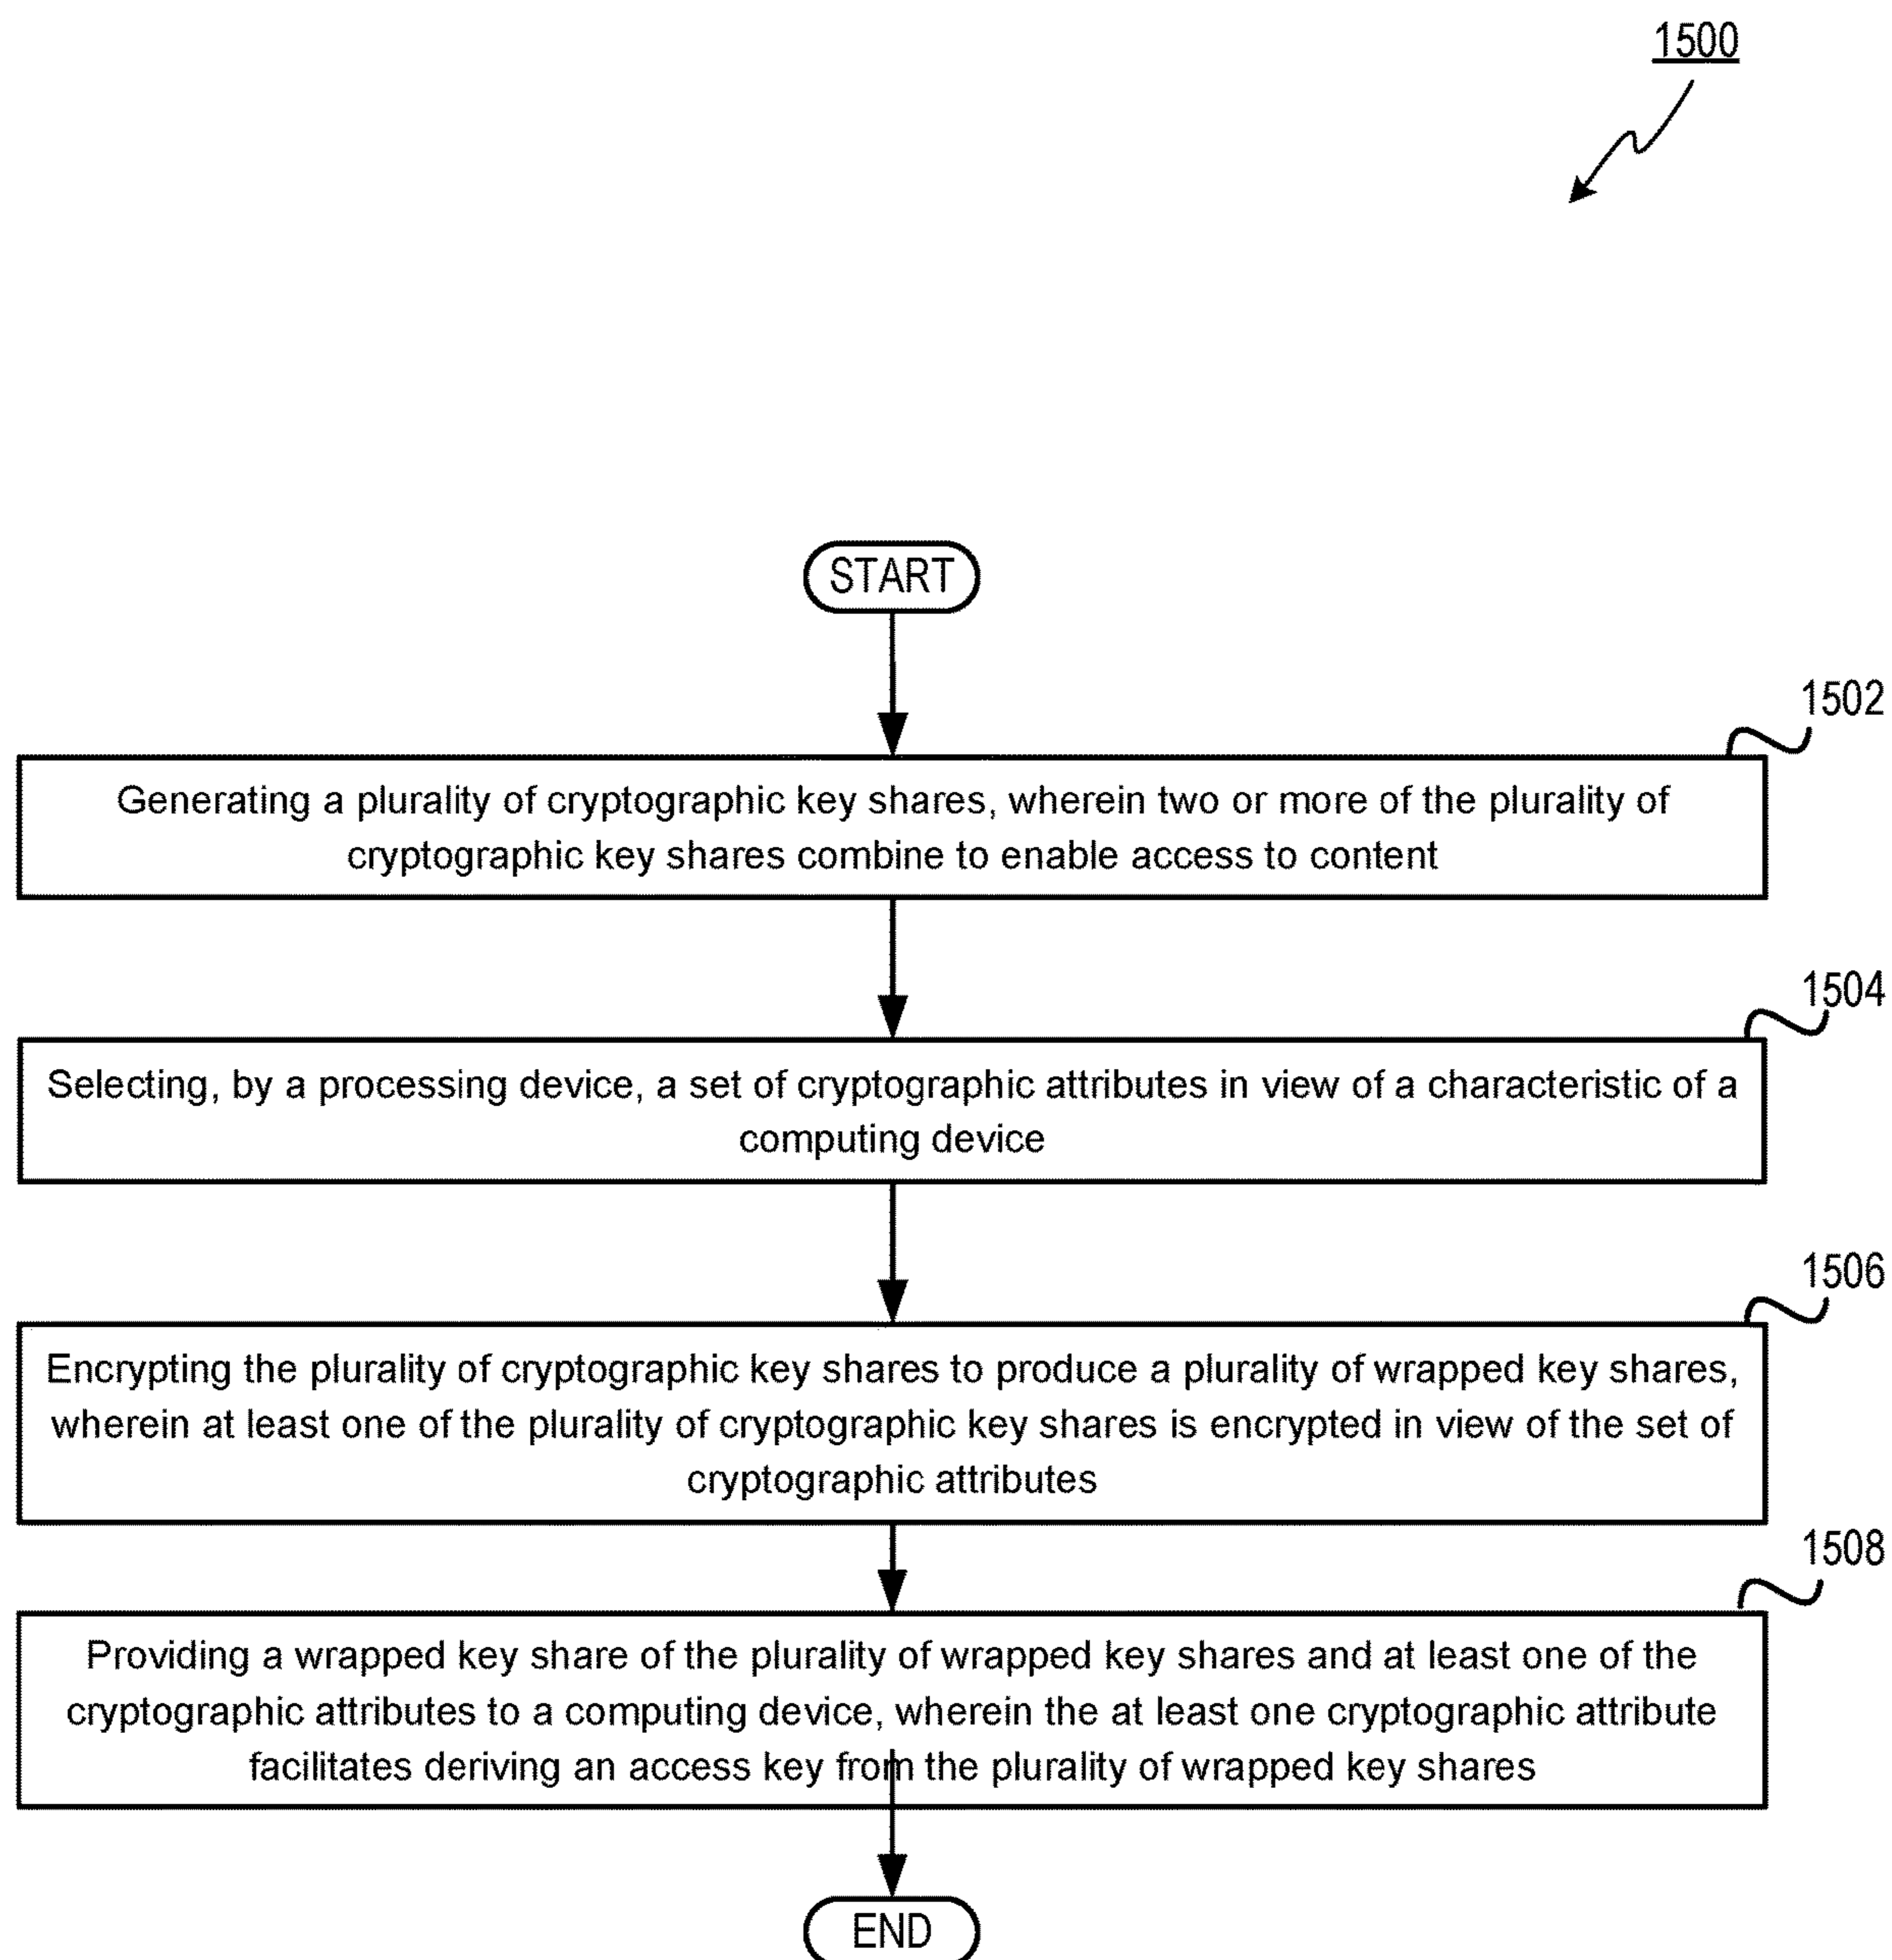 1500
START
1502
Generating a plurality of cryptographic key shares, wherein two or more of the plurality of
cryptographic key shares combine to enable access to content
1504
Selecting, by a processing device, a set of cryptographic attributes in view of a characteristic of a
computing device
1506
Encrypting the plurality of cryptographic key shares to produce a plurality of wrapped key shares,
wherein at least one of the plurality of cryptographic key shares is encrypted in view of the set of
cryptographic attributes
1508
Providing a wrapped key share of the plurality of wrapped key shares and at least one of the
cryptographic attributes to a computing device, wherein the at least one cryptographic attribute
facilitates deriving an access key from the plurality of wrapped key shares
END